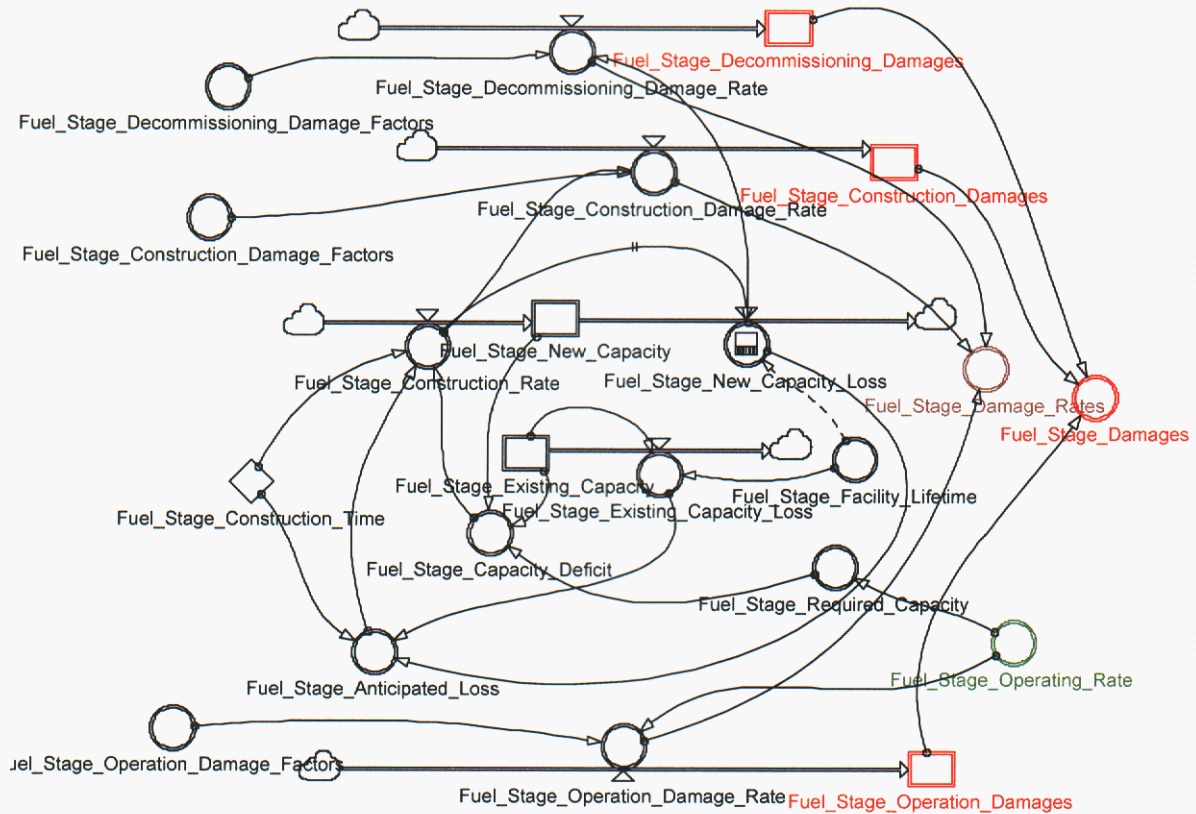 Fuel_Stage_Decommissioning_Damages
Fuel_Stage_Decommissioning_Damage_Rate
Fuel_Stage_Decommissioning_Damage_Factors
Fuel_Stage_Construction_Damages
Fuel_Stage_Construction_Damage_Rate
Fuel_Stage_Construction_Damage_Factors
Fuel_Stage_New_Capacity
Fuel_Stage_Construction_Rate
Fuel_Stage_New_Capacity_Loss
Fuel_Stage_Damage_Rates
Fuel_Stage_Damages
Fuel_Stage_Existing_Capacity
Fuel_Stage_Facility_Lifetime
Fuel_Stage_Existing_Capacity_Loss
Fuel_Stage_Construction_Time
Fuel_Stage_Capacity_Deficit
Fuel_Stage_Required_Capacity
Fuel_Stage_Operating_Rate
Fuel_Stage_Anticipated_Loss
uel_Stage_Operation_Damage_Factors
Fuel_Stage_Operation_Damage_Rate
Fuel_Stage_Operation_Damages